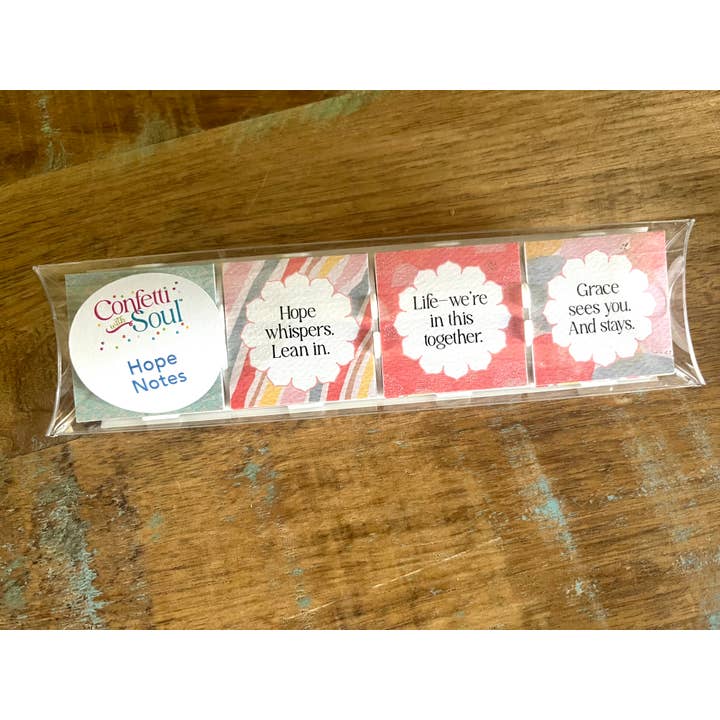 Confetti
with
Soul™
Hope
Notes
Hope
whispers.
Lean in.
Life—we're
in this
together.
Grace
sees you.
And stays.